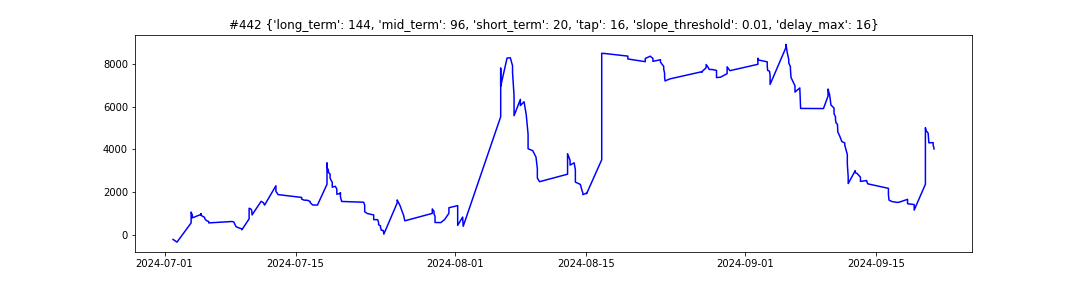 #442 {'long_term': 144, 'mid_term': 96, 'short_term': 20, 'tap': 16, 'slope_threshold': 0.01, 'delay_max': 16}
8000
6000
4000
2000
0
2024-07-01 2024-07-15 2024-08-01 2024-08-15 2024-09-01 2024-09-15